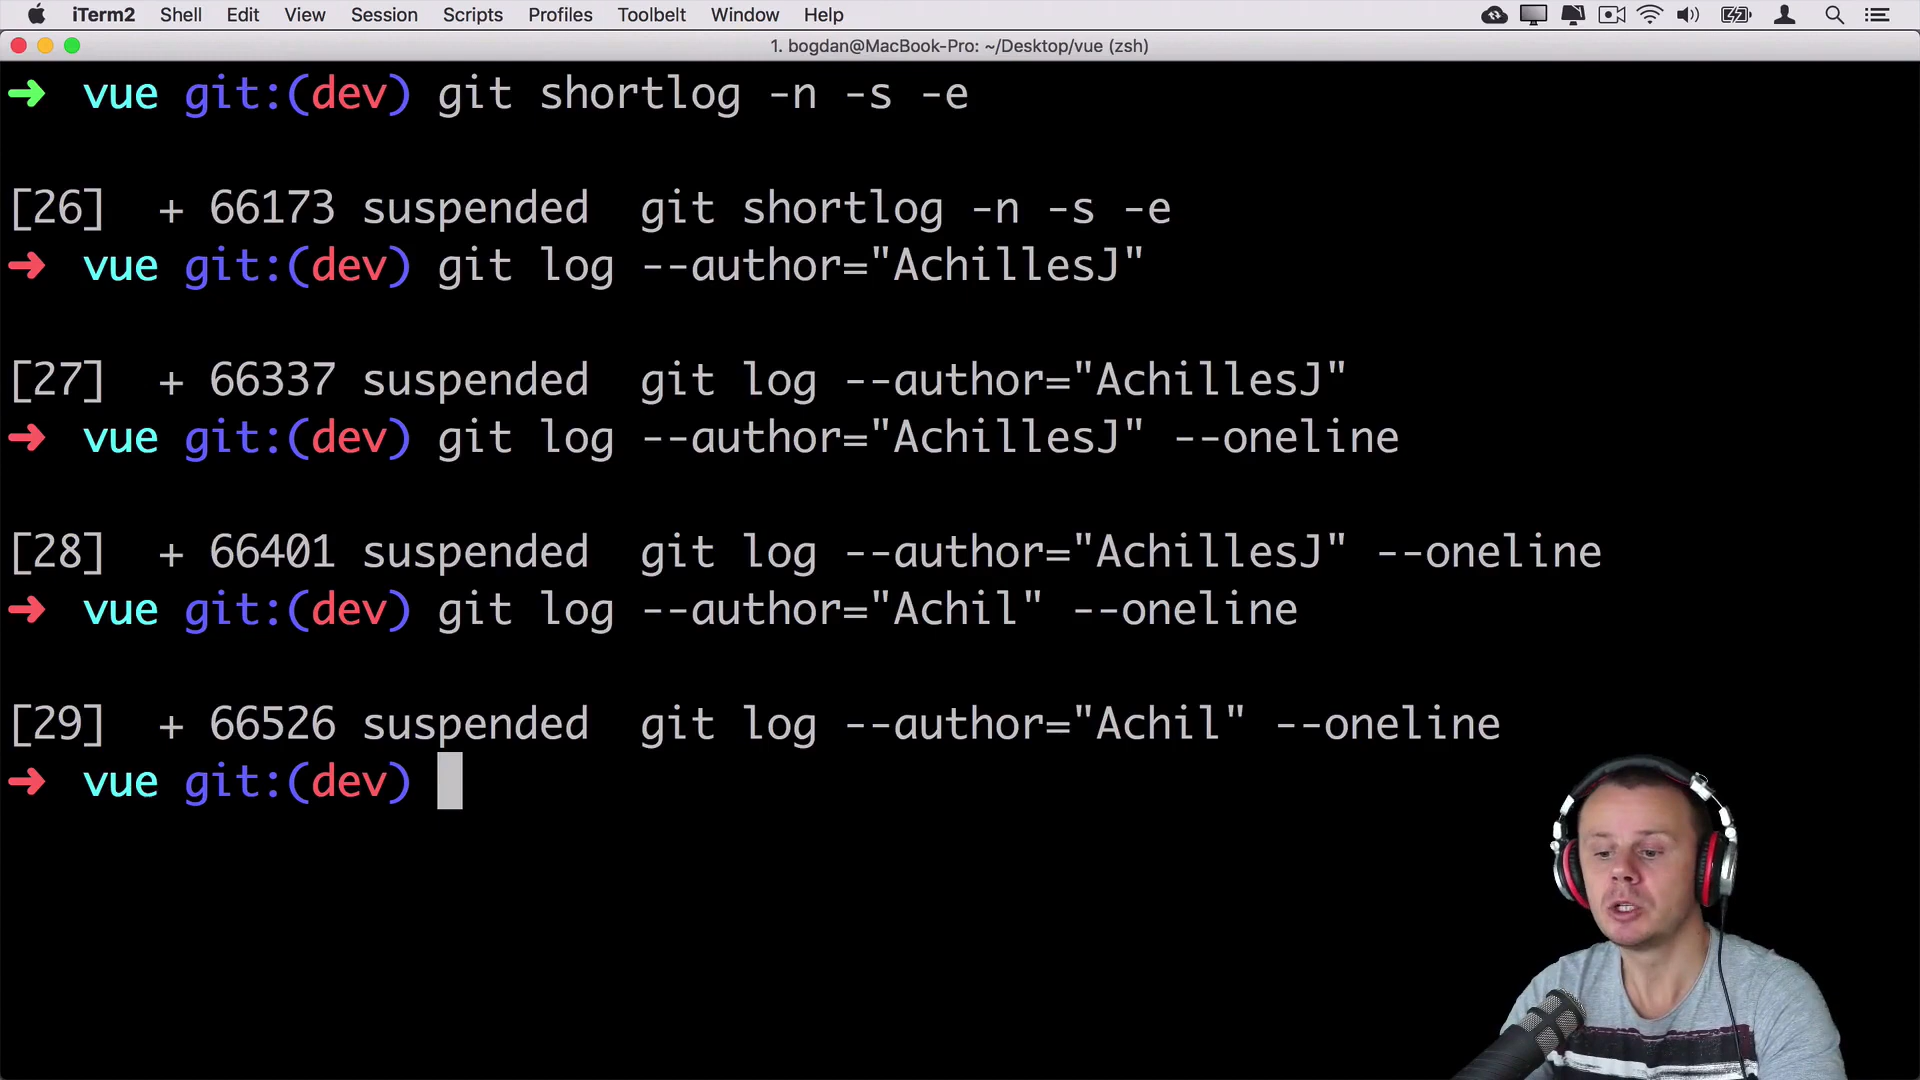 iTerm2 Shell Edit View Session Scripts Profiles Toolbelt Window Help
1. bogdan@MacBook-Pro: ~/Desktop/vue (zsh)
➜ vue git:(dev) git shortlog -n -s -e
[26] + 66173 suspended git shortlog -n -s -e
➜ vue git:(dev) git log --author="AchillesJ"
[27] + 66337 suspended git log --author="AchillesJ"
➜ vue git:(dev) git log --author="AchillesJ" --oneline
[28] + 66401 suspended git log --author="AchillesJ" --oneline
➜ vue git:(dev) git log --author="Achil" --oneline
[29] + 66526 suspended git log --author="Achil" --oneline
➜ vue git:(dev)